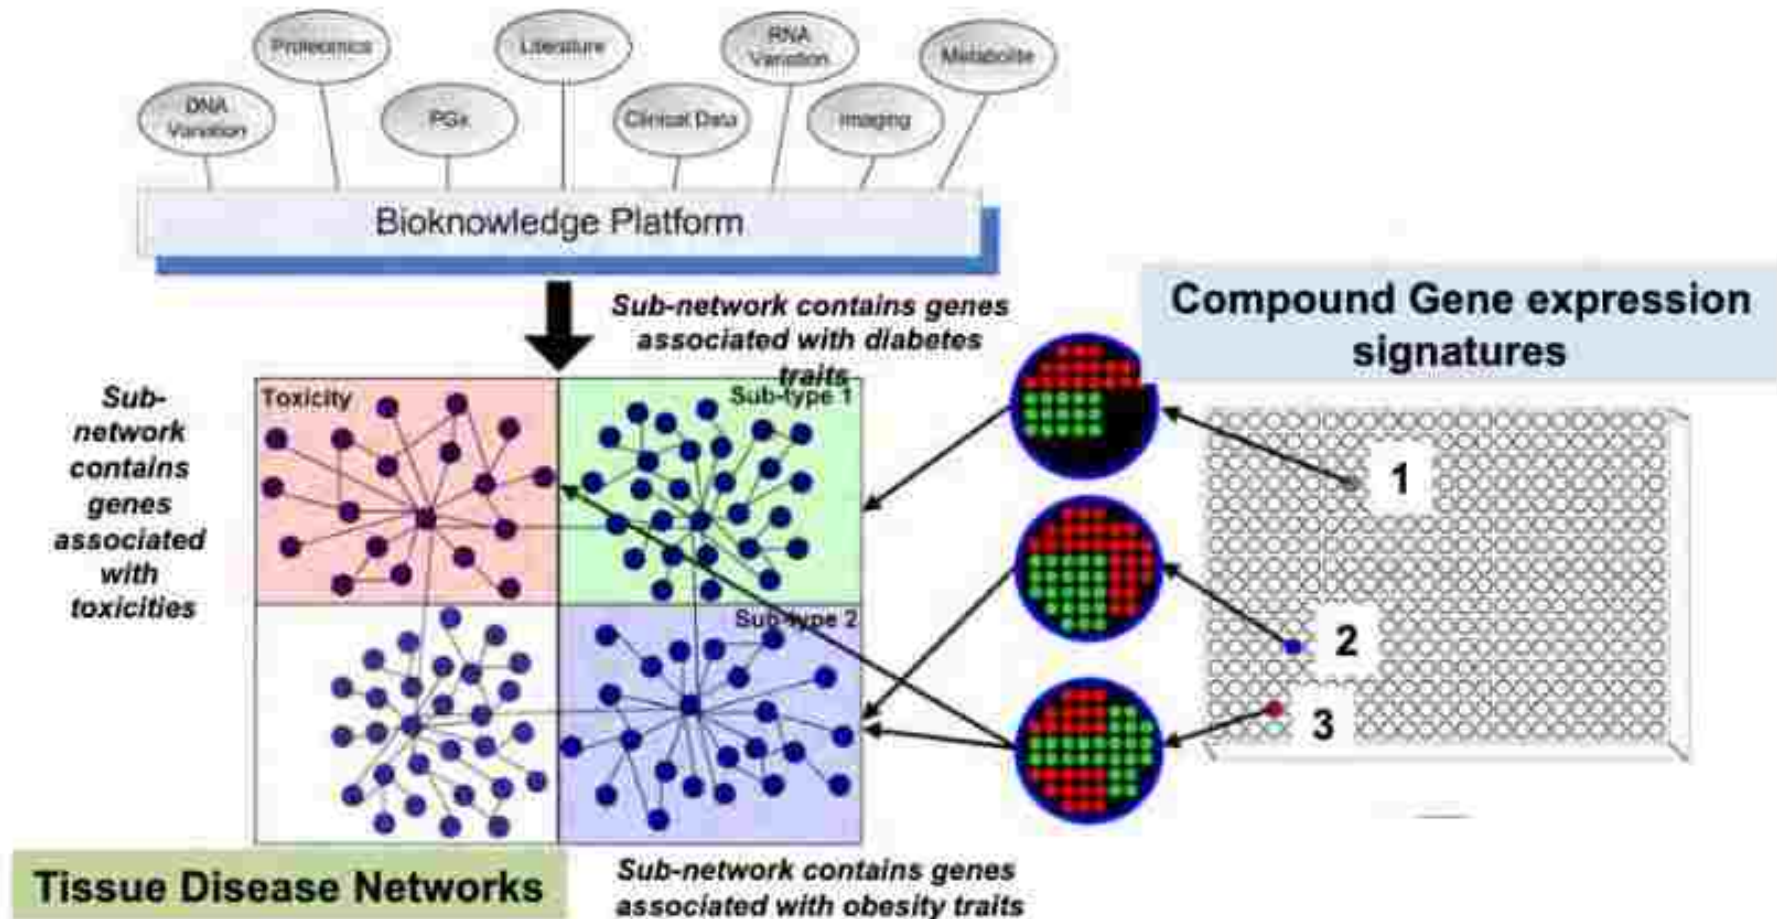 Proteomics
Literature
RNA
Variation
Metabolite
DNA
Variation
PGx
Clinical Data
Imaging
Bioknowledge Platform
Sub-network contains genes
associated with diabetes
traits
Compound Gene expression
signatures
Sub-
network
contains
genes
associated
with
toxicities
Toxicity
Sub-type 1
Sub-type 2
1
2
3
Tissue Disease Networks
Sub-network contains genes
associated with obesity traits